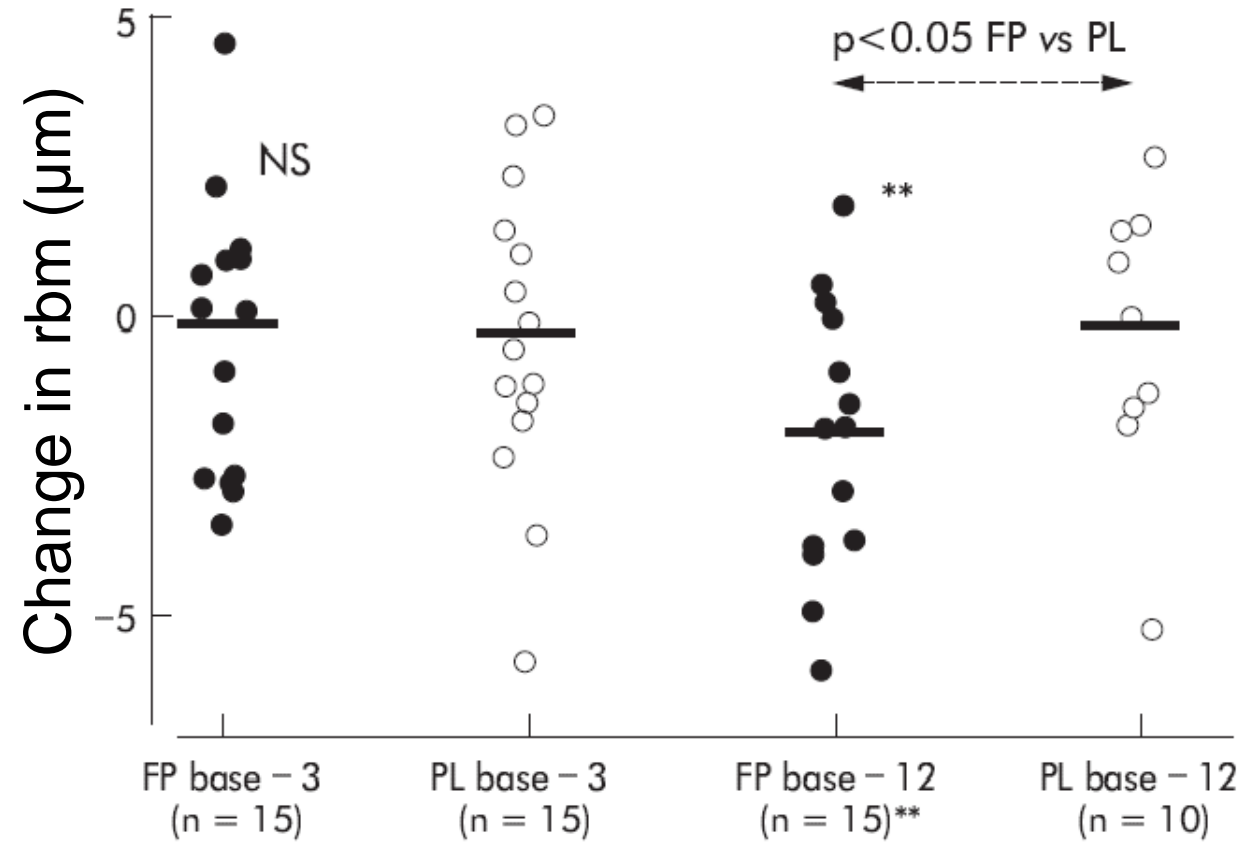 5
p<0.05 FP vs PL
NS
**
0
−5
Change in rbm (µm)
FP base − 3
(n = 15)
PL base − 3
(n = 15)
FP base − 12
(n = 15)**
PL base − 12
(n = 10)